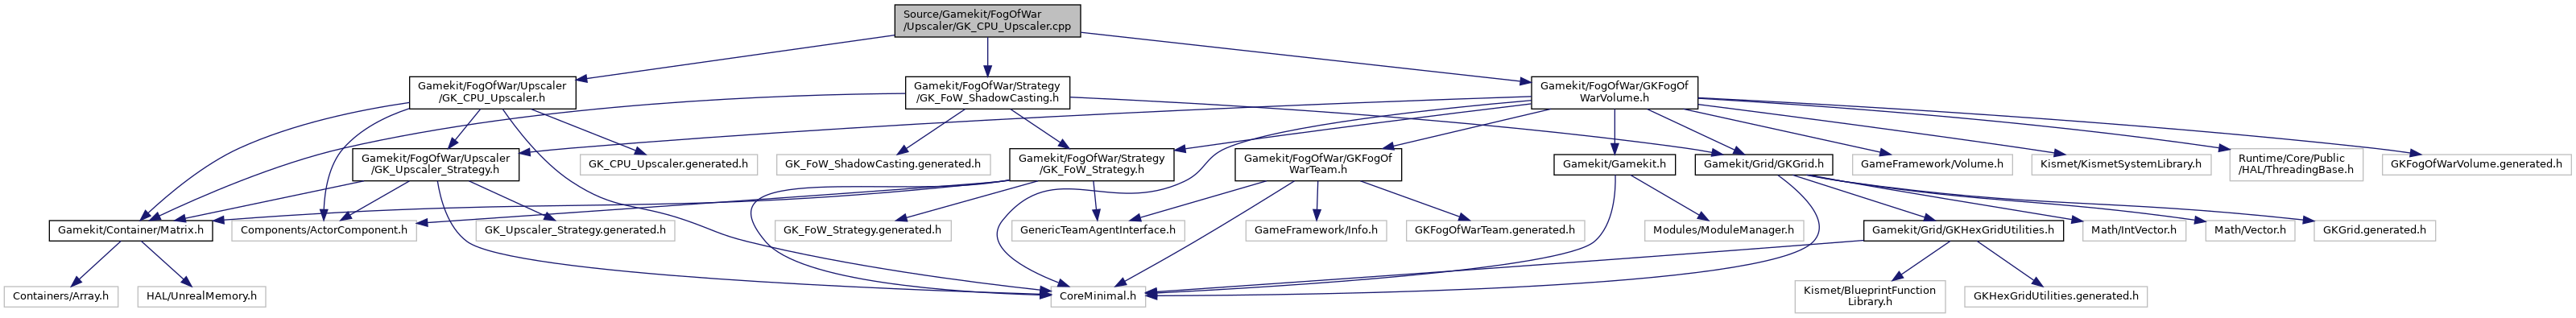 Source/Gamekit/FogOfWar
/Upscaler/GK_CPU_Upscaler.cpp
Gamekit/FogOfWar/Upscaler
/GK_CPU_Upscaler.h
Gamekit/FogOfWar/Strategy
/GK_FoW_ShadowCasting.h
Gamekit/FogOfWar/GKFogOf
WarVolume.h
Gamekit/FogOfWar/Upscaler
/GK_Upscaler_Strategy.h
GK_CPU_Upscaler.generated.h
GK_FoW_ShadowCasting.generated.h
Gamekit/FogOfWar/Strategy
/GK_FoW_Strategy.h
Gamekit/FogOfWar/GKFogOf
WarTeam.h
Gamekit/Gamekit.h
Gamekit/Grid/GKGrid.h
GameFramework/Volume.h
Kismet/KismetSystemLibrary.h
Runtime/Core/Public
/HAL/ThreadingBase.h
GKFogOfWarVolume.generated.h
Gamekit/Container/Matrix.h
Components/ActorComponent.h
GK_Upscaler_Strategy.generated.h
GK_FoW_Strategy.generated.h
GenericTeamAgentInterface.h
GameFramework/Info.h
GKFogOfWarTeam.generated.h
Modules/ModuleManager.h
Gamekit/Grid/GKHexGridUtilities.h
Math/IntVector.h
Math/Vector.h
GKGrid.generated.h
Containers/Array.h
HAL/UnrealMemory.h
CoreMinimal.h
Kismet/BlueprintFunction
Library.h
GKHexGridUtilities.generated.h